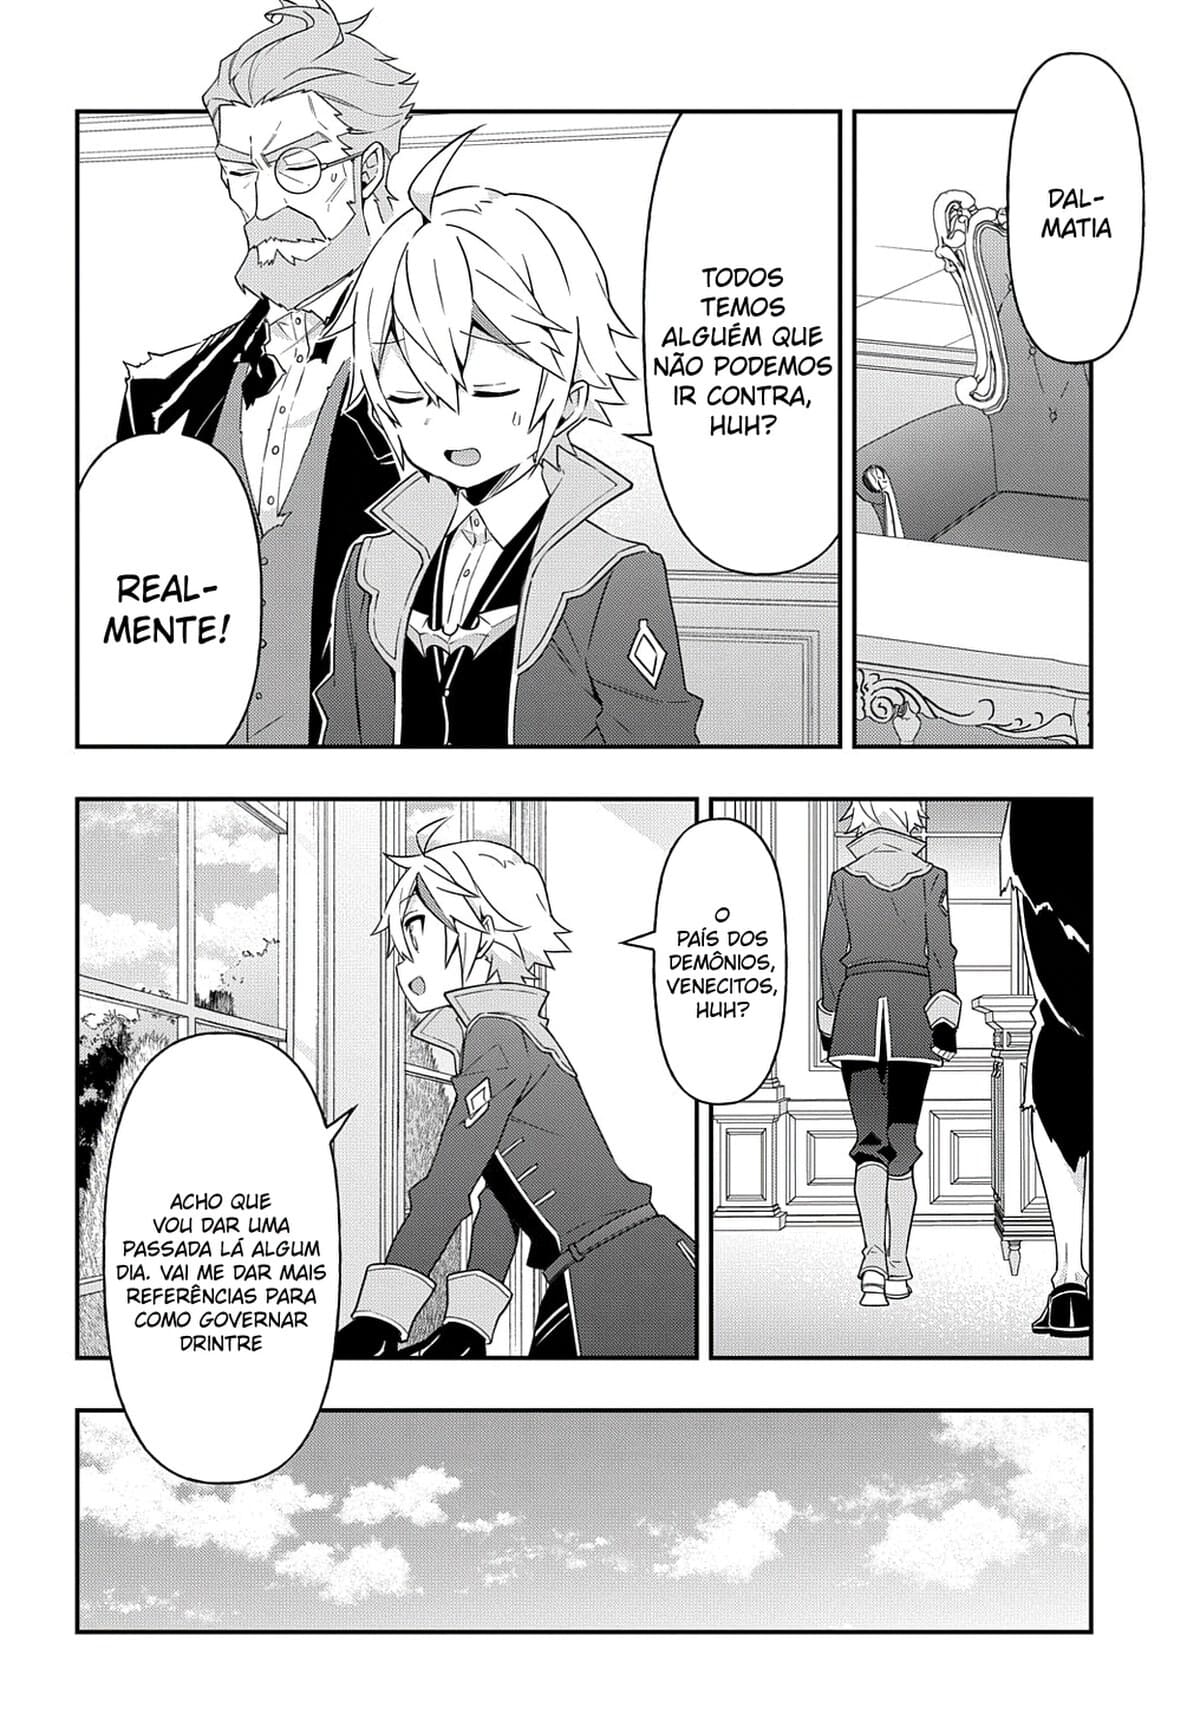 DAL-
MATIA
TODOS
TEMOS
ALGUÉM QUE
NÃO PODEMOS
IR CONTRA,
HUH?
REAL-
MENTE!
O
PAÍS DOS
DEMÔNIOS,
VENECITOS,
HUH?
ACHO QUE
VOU DAR UMA
PASSADA LÁ ALGUM
DIA. VAI ME DAR MAIS
REFERÊNCIAS PARA
COMO GOVERNAR
DRINTRE